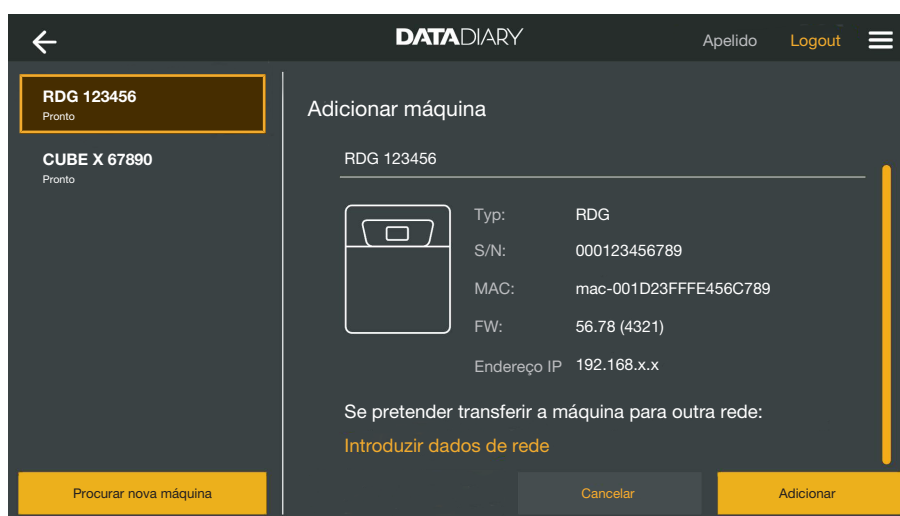 DATADIARY
Apelido
Logout
RDG 123456
Pronto
CUBE X 67890
Pronto
Procurar nova máquina
Adicionar máquina
RDG 123456
Typ: RDG
S/N: 000123456789
MAC: mac-001D23FFFE456C789
FW: 56.78 (4321)
Endereço IP 192.168.x.x
Se pretender transferir a máquina para outra rede:
Introduzir dados de rede
Cancelar
Adicionar